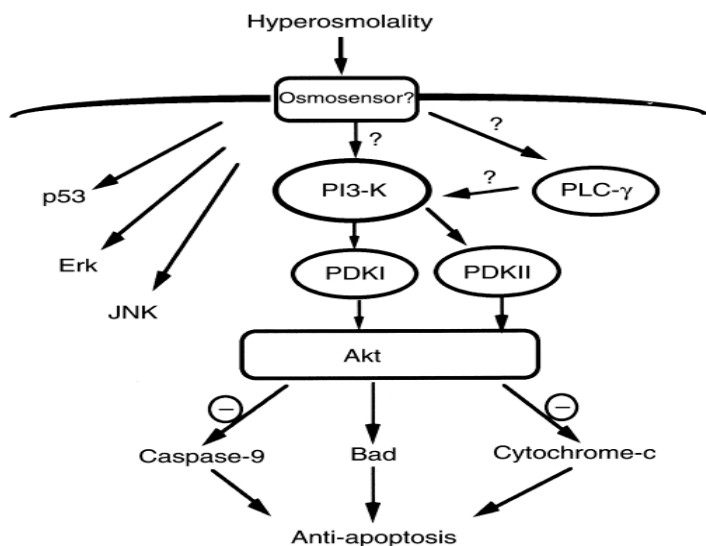 Hyperosmolality
Osmosensor?
?
?
p53
PI3-K
?
PLC-γ
Erk
PDKI
PDKII
JNK
Akt
−
−
Caspase-9
Bad
Cytochrome-c
Anti-apoptosis